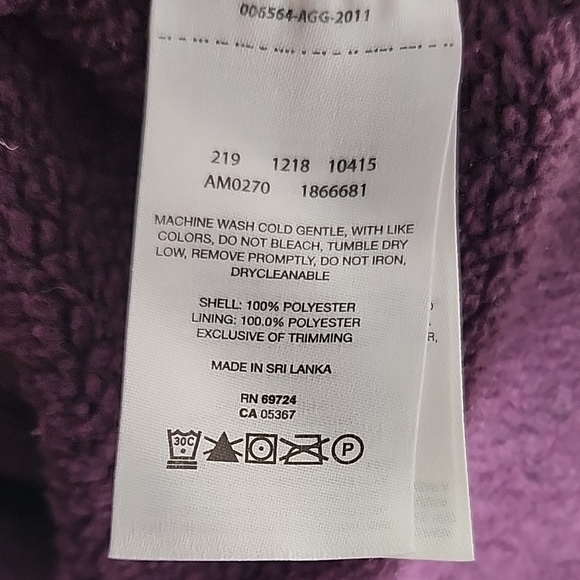 006564-AGG-2011
219 1218 10415
AM0270 1866681
MACHINE WASH COLD GENTLE, WITH LIKE
COLORS, DO NOT BLEACH, TUMBLE DRY
LOW, REMOVE PROMPTLY, DO NOT IRON,
DRYCLEANABLE
SHELL: 100% POLYESTER
LINING: 100.0% POLYESTER
EXCLUSIVE OF TRIMMING
R,
MADE IN SRI LANKA
RN 69724
CA 05367
30C
P